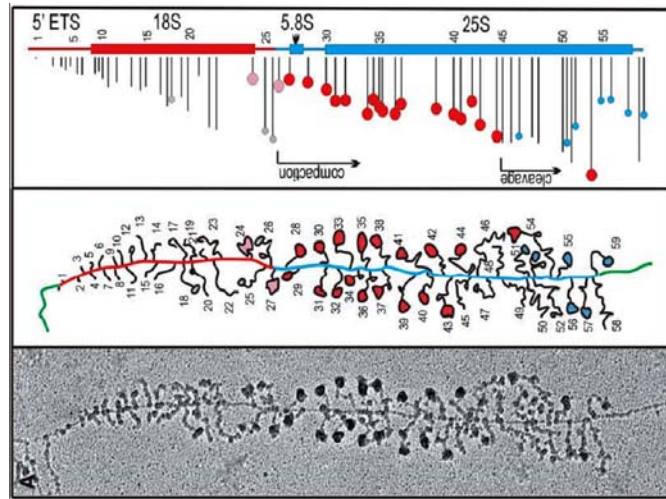 5' ETS 18S 5.8S 25S
1 5 10 15 20 25 30 35 40 45 50 55
compaction
cleavage
1 3 5 6 9 10 12 13 14 17 19 21 23 24 26 28 30 33 35 38 41 42 44 46 48 51 54 55 59
2 4 7 8 11 15 16 18 20 22 25 27 29 31 32 34 36 37 39 40 43 45 47 49 50 52 56 57 58
A